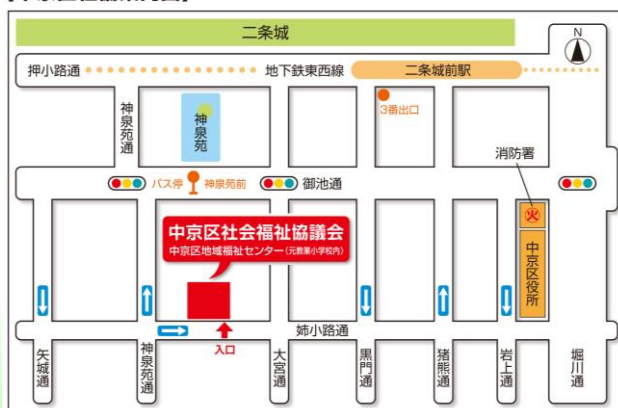 二条城
N
押小路通
地下鉄東西線
二条城前駅
神泉苑通
神泉苑
3番出口
消防署
バス停
神泉苑前
御池通
火
中京区社会福祉協議会
中京区地域福祉センター(元教業小学校内)
中京区役所
姉小路通
入口
矢城通
神泉苑通
大宮通
黒門通
猪熊通
岩上通
堀川通